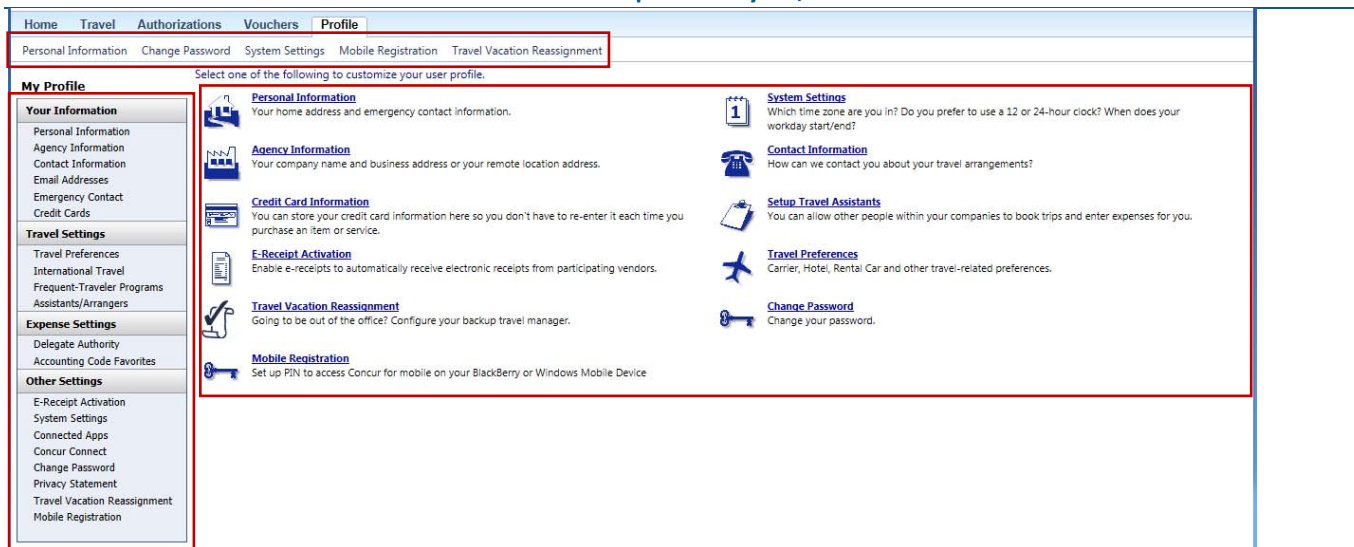 Home Travel Authorizations Vouchers Profile
Personal Information Change Password System Settings Mobile Registration Travel Vacation Reassignment
My Profile
Your Information
Personal Information
Agency Information
Contact Information
Email Addresses
Emergency Contact
Credit Cards
Travel Settings
Travel Preferences
International Travel
Frequent-Traveler Programs
Assistants/Arrangers
Expense Settings
Delegate Authority
Accounting Code Favorites
Other Settings
E-Receipt Activation
System Settings
Connected Apps
Concur Connect
Change Password
Privacy Statement
Travel Vacation Reassignment
Mobile Registration
Select one of the following to customize your user profile.
Personal Information
Your home address and emergency contact information.
Agency Information
Your company name and business address or your remote location address.
Credit Card Information
You can store your credit card information here so you don't have to re-enter it each time you
purchase an item or service.
E-Receipt Activation
Enable e-receipts to automatically receive electronic receipts from participating vendors.
Travel Vacation Reassignment
Going to be out of the office? Configure your backup travel manager.
Mobile Registration
Set up PIN to access Concur for mobile on your BlackBerry or Windows Mobile Device
1
System Settings
Which time zone are you in? Do you prefer to use a 12 or 24-hour clock? When does your
workday start/end?
Contact Information
How can we contact you about your travel arrangements?
Setup Travel Assistants
You can allow other people within your companies to book trips and enter expenses for you.
Travel Preferences
Carrier, Hotel, Rental Car and other travel-related preferences.
Change Password
Change your password.